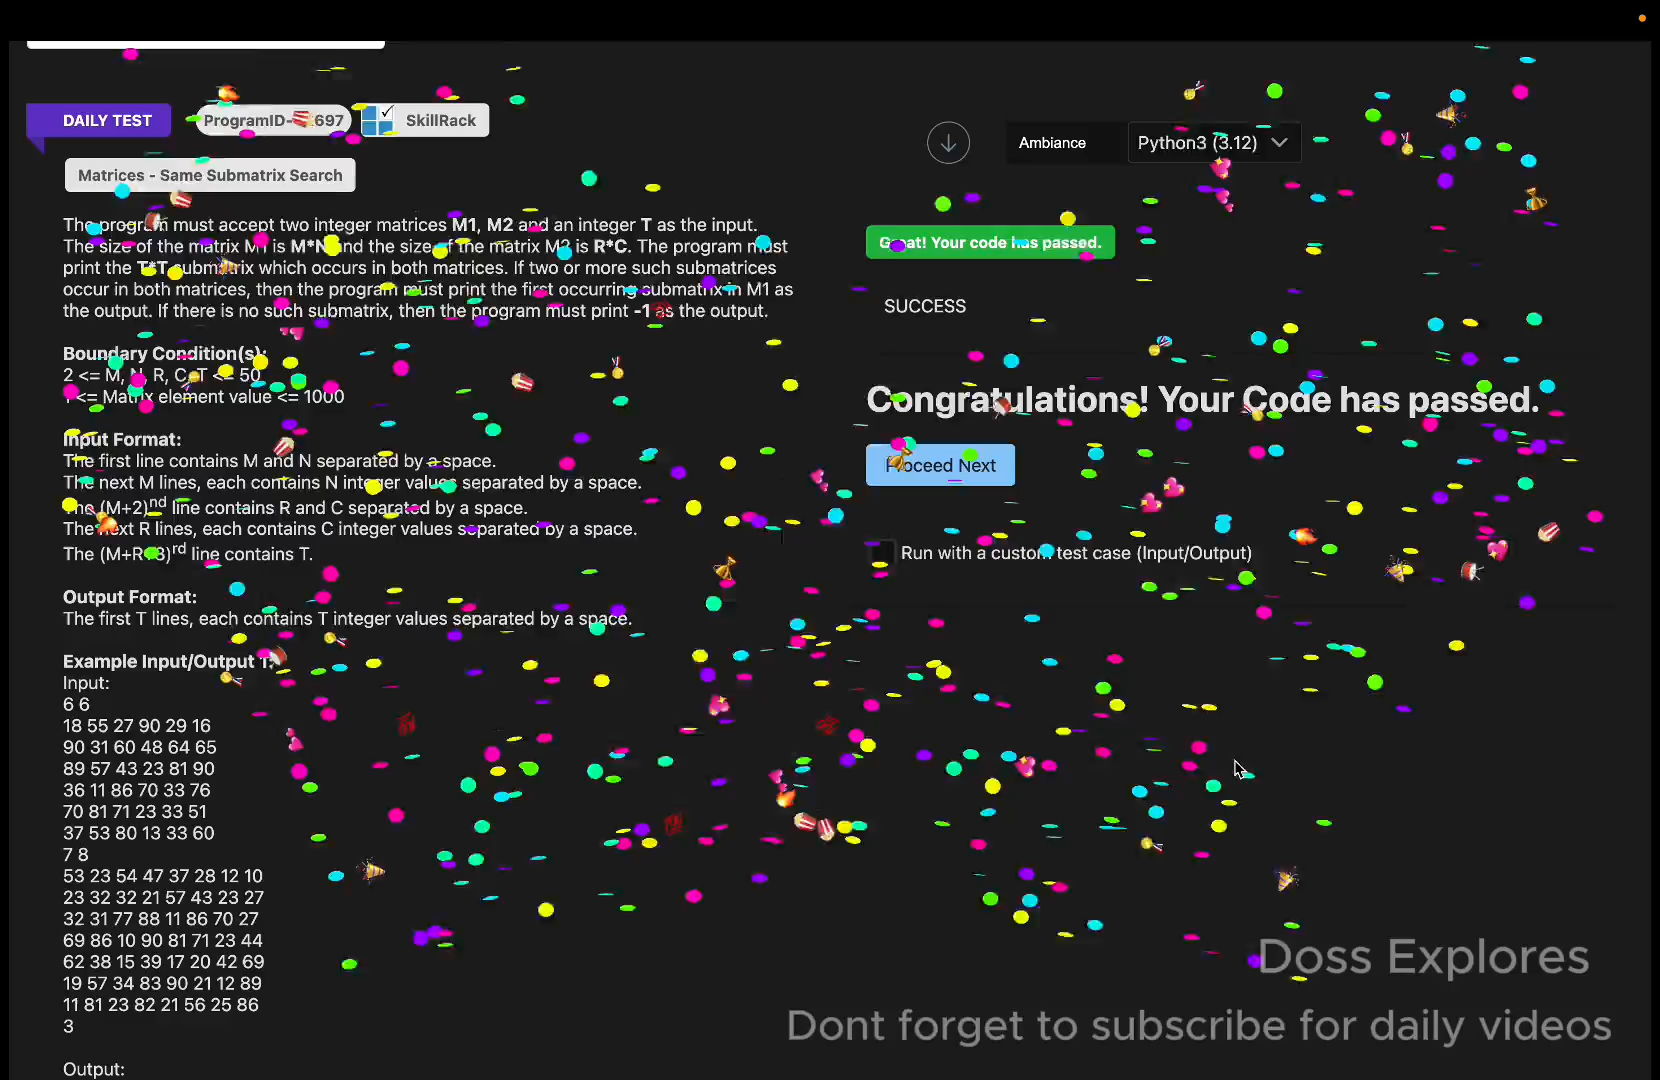 DAILY TEST
ProgramID- 697
SkillRack
Matrices - Same Submatrix Search
Ambiance
Python3 (3.12)
The program must accept two integer matrices M1, M2 and an integer T as the input.
The size of the matrix M1 is M*N and the size of the matrix M2 is R*C. The program must
print the T*T submatrix which occurs in both matrices. If two or more such submatrices
occur in both matrices, then the program must print the first occurring submatrix in M1 as
the output. If there is no such submatrix, then the program must print -1 as the output.
Boundary Condition(s):
2 <= M, N, R, C, T <= 50
1 <= Matrix element value <= 1000
Input Format:
The first line contains M and N separated by a space.
The next M lines, each contains N integer values separated by a space.
The (M+2)nd line contains R and C separated by a space.
The next R lines, each contains C integer values separated by a space.
The (M+R+3)rd line contains T.
Output Format:
The first T lines, each contains T integer values separated by a space.
Example Input/Output 1:
Input:
6 6
18 55 27 90 29 16
90 31 60 48 64 65
89 57 43 23 81 90
36 11 86 70 33 76
70 81 71 23 33 51
37 53 80 13 33 60
7 8
53 23 54 47 37 28 12 10
23 32 32 21 57 43 23 27
32 31 77 88 11 86 70 27
69 86 10 90 81 71 23 44
62 38 15 39 17 20 42 69
19 57 34 83 90 21 12 89
11 81 23 82 21 56 25 86
3
Output:
Great! Your code has passed.
SUCCESS
Congratulations! Your Code has passed.
Proceed Next
Run with a custom test case (Input/Output)
Doss Explores
Dont forget to subscribe for daily videos